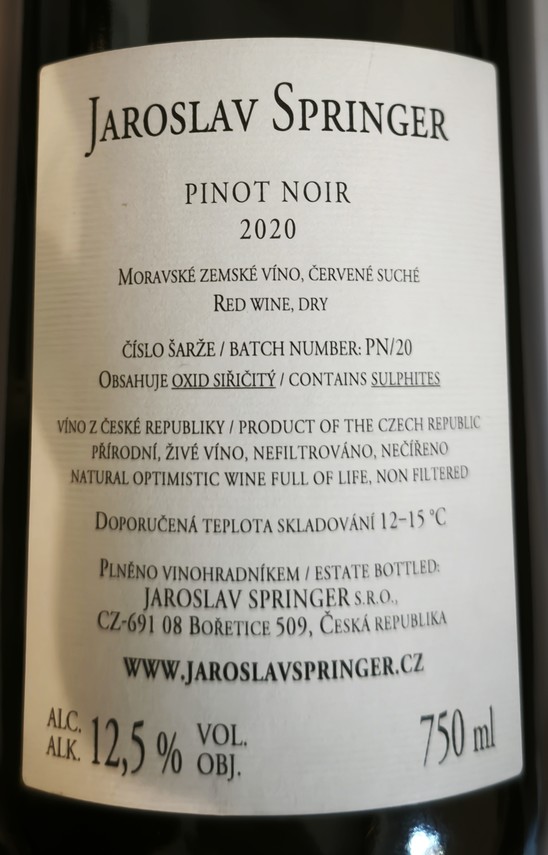 JAROSLAV SPRINGER
PINOT NOIR
2020
MORAVSKÉ ZEMSKÉ VÍNO, ČERVENÉ SUCHÉ
RED WINE, DRY
ČÍSLO ŠARŽE / BATCH NUMBER: PN/20
OBSAHUJE OXID SIŘIČITÝ / CONTAINS SULPHITES
VÍNO Z ČESKÉ REPUBLIKY / PRODUCT OF THE CZECH REPUBLIC
PŘÍRODNÍ, ŽIVÉ VÍNO, NEFILTROVÁNO, NEČÍŘENO
NATURAL OPTIMISTIC WINE FULL OF LIFE, NON FILTERED
DOPORUČENÁ TEPLOTA SKLADOVÁNÍ 12-15 °C
PLNĚNO VINOHRADNÍKEM / ESTATE BOTTLED:
JAROSLAV SPRINGER S.R.O.,
CZ-691 08 BOŘETICE 509, ČESKÁ REPUBLIKA
WWW.JAROSLAVSPRINGER.CZ
ALC. ALK. 12,5 % VOL. OBJ.
750 ml